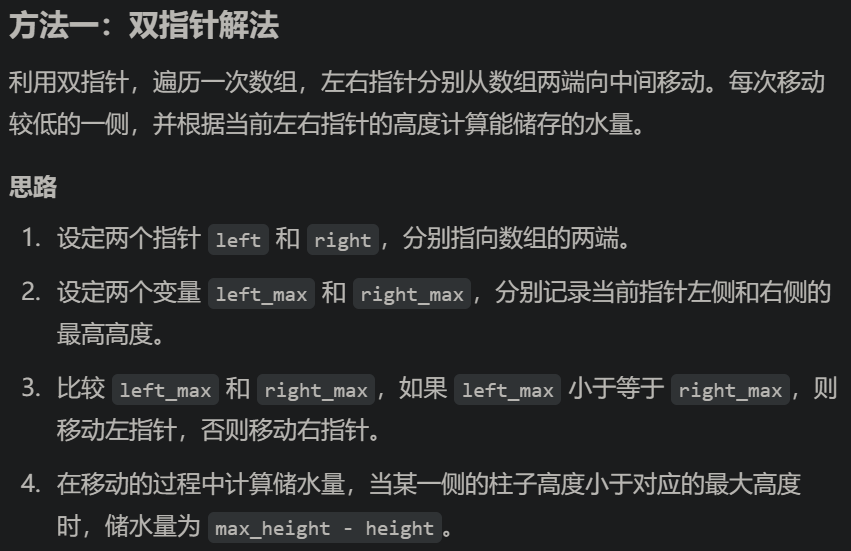 方法一：双指针解法
利用双指针，遍历一次数组，左右指针分别从数组两端向中间移动。每次移动
较低的一侧，并根据当前左右指针的高度计算能储存的水量。
思路
1. 设定两个指针 left 和 right，分别指向数组的两端。
2. 设定两个变量 left_max 和 right_max，分别记录当前指针左侧和右侧的
最高高度。
3. 比较 left_max 和 right_max，如果 left_max 小于等于 right_max，则
移动左指针，否则移动右指针。
4. 在移动的过程中计算储水量，当某一侧的柱子高度小于对应的最大高度
时，储水量为 max_height - height。